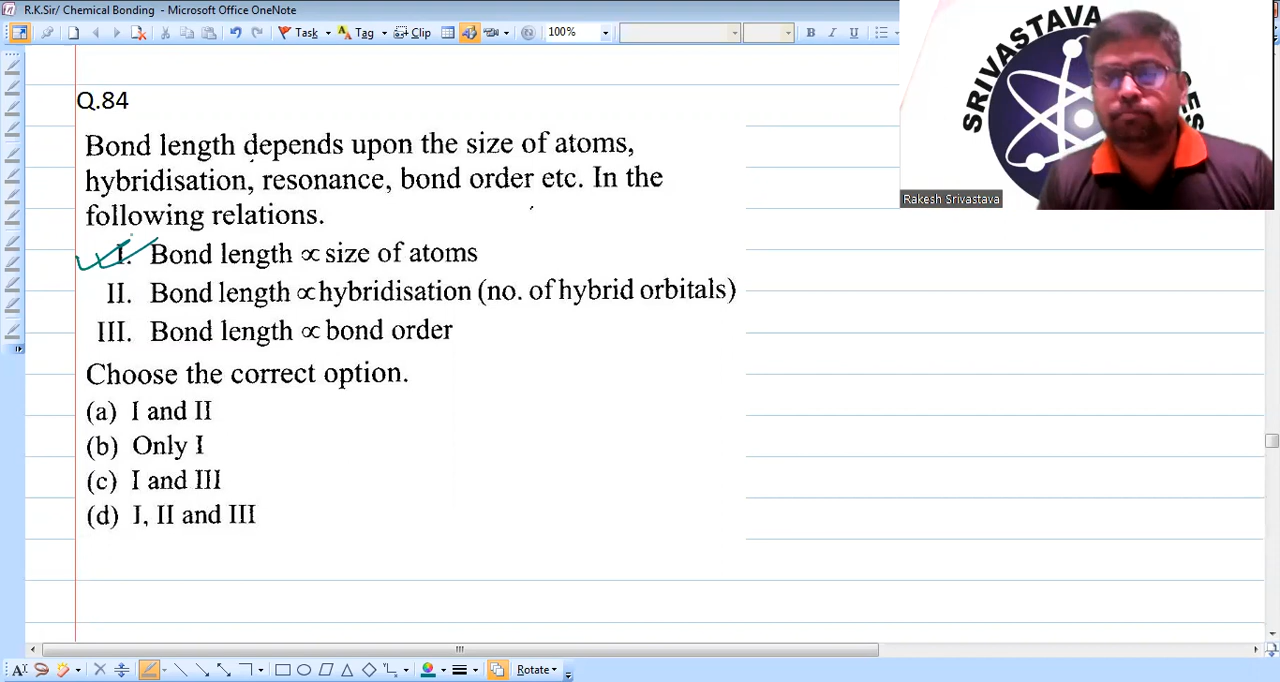 R.K.Sir/ Chemical Bonding - Microsoft Office OneNote
Task
Tag
Clip
100%
B I U
SRIVASTAVA
Rakesh Srivastava
Q.84
Bond length depends upon the size of atoms,
hybridisation, resonance, bond order etc. In the
following relations.
I. Bond length ∝ size of atoms
II. Bond length ∝ hybridisation (no. of hybrid orbitals)
III. Bond length ∝ bond order
Choose the correct option.
(a) I and II
(b) Only I
(c) I and III
(d) I, II and III
Rotate